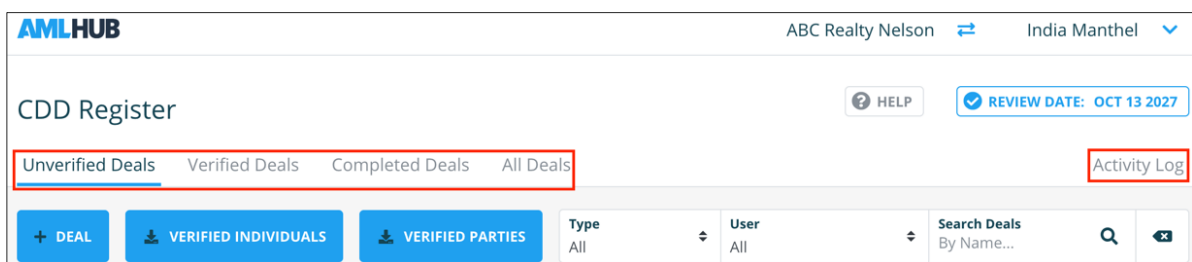 AMLHUB ABC Realty Nelson India Manthel
CDD Register HELP REVIEW DATE: OCT 13 2027
Unverified Deals Verified Deals Completed Deals All Deals Activity Log
+ DEAL VERIFIED INDIVIDUALS VERIFIED PARTIES
Type User Search Deals
All All By Name...